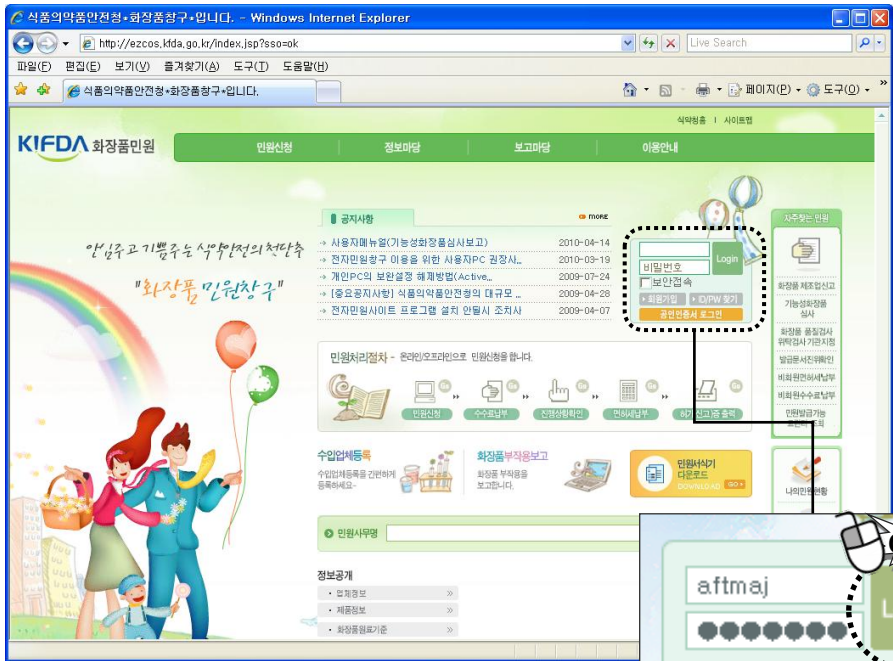 식품의약품안전청*화장품창구*입니다. - Windows Internet Explorer
http://ezcos.kfda.go.kr/index.jsp?sso=ok
Live Search
파일(F) 편집(E) 보기(V) 즐겨찾기(A) 도구(T) 도움말(H)
식품의약품안전청*화장품창구*입니다.
페이지(P) 도구(O)
식약청홈 | 사이트맵
KIFDA 화장품민원
민원신청 정보마당 보고마당 이용안내
안심주고 기쁨주는 식약안전의 첫단추
"화장품 민원창구"
공지사항 MORE
사용자메뉴얼(기능성화장품심사보고) 2010-04-14
전자민원창구 이용을 위한 사용자PC 권장사... 2010-03-19
개인PC의 보완설정 해제방법(Active... 2009-07-24
[중요공지사항] 식품의약품안전청의 대규모 ... 2009-04-28
전자민원사이트 프로그램 설치 안될시 조치사 2009-04-07
비밀번호
Login
보안접속
회원가입 ID/PW 찾기
공인인증서 로그인
자주찾는 민원
화장품 제조업신고
기능성화장품
심사
화장품 품질검사
위탁검사 기관지정
발급문서진위확인
비회원면허세납부
비회원수수료납부
민원발급가능
나의민원현황
민원처리절차 - 온라인/오프라인으로 민원신청을 합니다.
Go Go Go Go Go
민원신청 수수료납부 진행상황확인 면허세납부 허가(신고)증 출력
수입업체등록
수입업체등록을 간편하게
등록하세요~
화장품부작용보고
화장품 부작용을
보고합니다.
민원서식기
다운로드
DOWNLOAD GO
민원사무명
정보공개
업체정보
제품정보
화장품원료기준
aftmaj
●●●●●●●
L